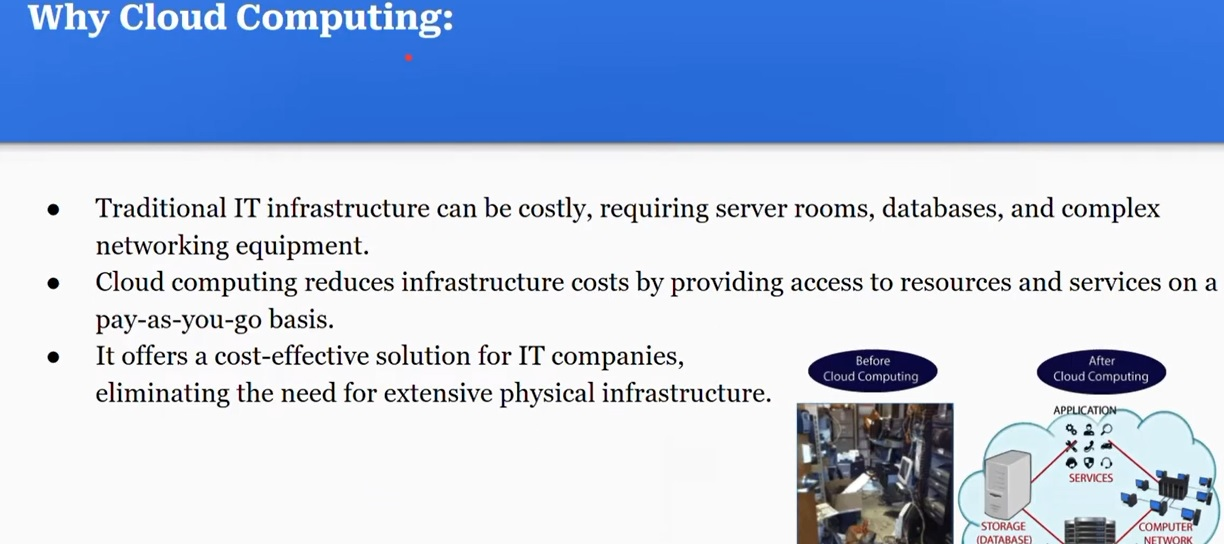 Why Cloud Computing:
● Traditional IT infrastructure can be costly, requiring server rooms, databases, and complex
networking equipment.
● Cloud computing reduces infrastructure costs by providing access to resources and services on a
pay-as-you-go basis.
● It offers a cost-effective solution for IT companies,
eliminating the need for extensive physical infrastructure.
Before
Cloud Computing
After
Cloud Computing
APPLICATION
SERVICES
STORAGE
(DATABASE)
COMPUTER
NETWORK